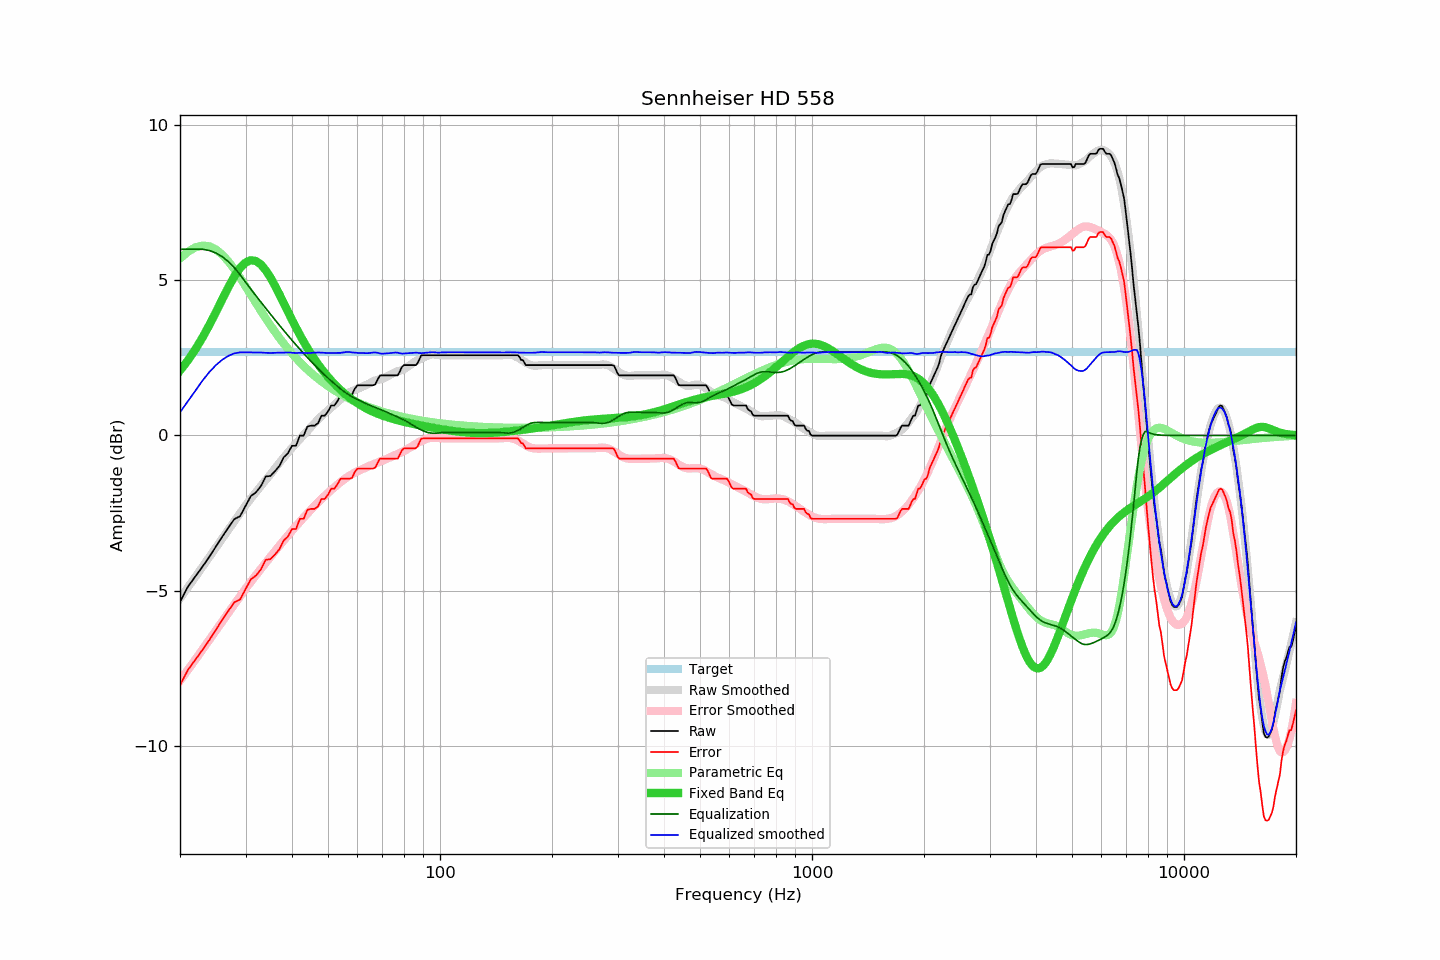 Sennheiser HD 558
10
5
0
−5
−10
Amplitude (dBr)
Target
Raw Smoothed
Error Smoothed
Raw
Error
Parametric Eq
Fixed Band Eq
Equalization
Equalized smoothed
100
1000
10000
Frequency (Hz)